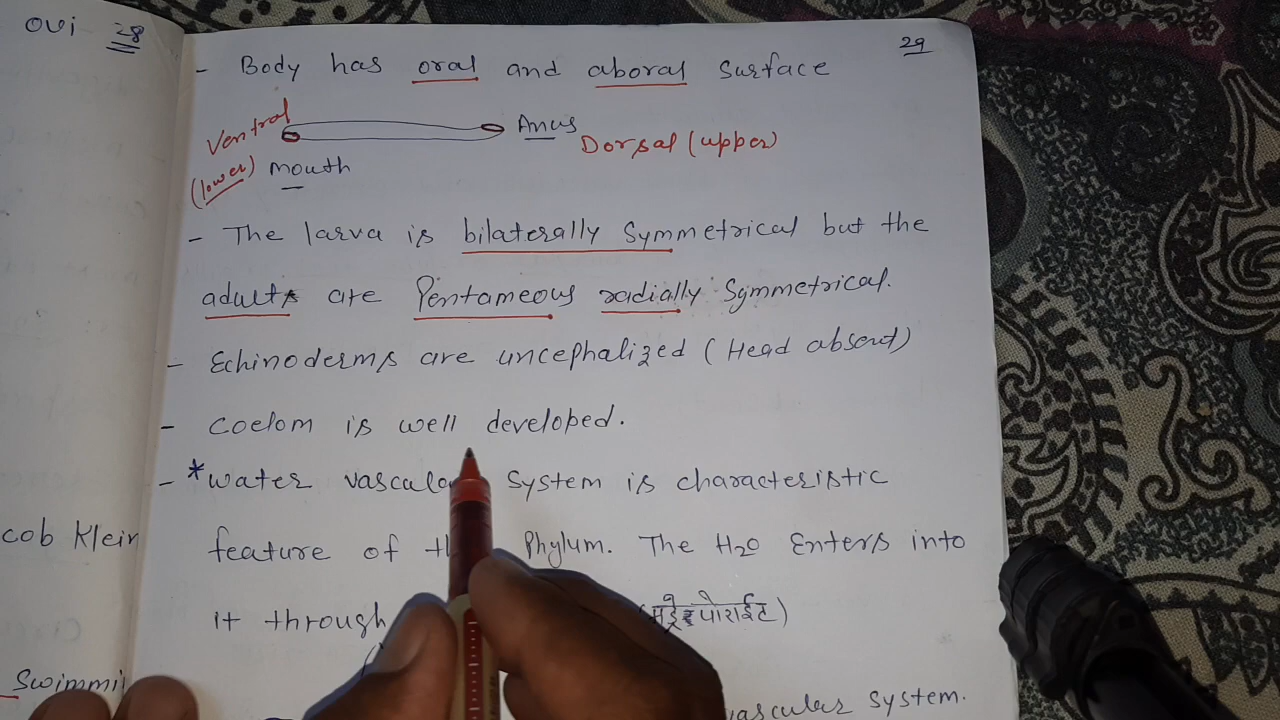 ovi 28
29
- Body has oral and aboral surface
Ventral
(lower)
Anus
Dorsal (upper)
mouth
- The larva is bilaterally symmetrical but the
adults are Pentameous radially symmetrical.
- Echinoderms are uncephalized (Head absent)
- Coelom is well developed.
- *water vascular system is characteristic
feature of Phylum. The H2O Enters into
it through
cob Klein
vascular system.
Swimmi